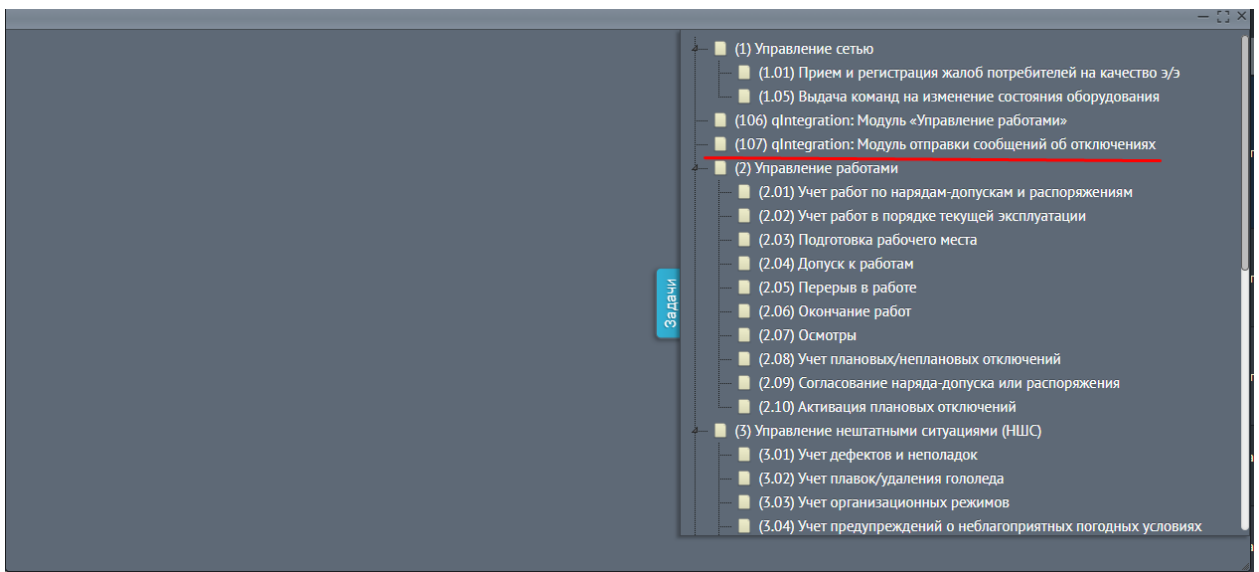 (1) Управление сетью
(1.01) Прием и регистрация жалоб потребителей на качество э/э
(1.05) Выдача команд на изменение состояния оборудования
(106) qIntegration: Модуль «Управление работами»
(107) qIntegration: Модуль отправки сообщений об отключениях
(2) Управление работами
(2.01) Учет работ по нарядам-допускам и распоряжениям
(2.02) Учет работ в порядке текущей эксплуатации
(2.03) Подготовка рабочего места
(2.04) Допуск к работам
(2.05) Перерыв в работе
(2.06) Окончание работ
(2.07) Осмотры
(2.08) Учет плановых/неплановых отключений
(2.09) Согласование наряда-допуска или распоряжения
(2.10) Активация плановых отключений
(3) Управление нештатными ситуациями (НШС)
(3.01) Учет дефектов и неполадок
(3.02) Учет плавок/удаления гололеда
(3.03) Учет организационных режимов
(3.04) Учет предупреждений о неблагоприятных погодных условиях
Задачи